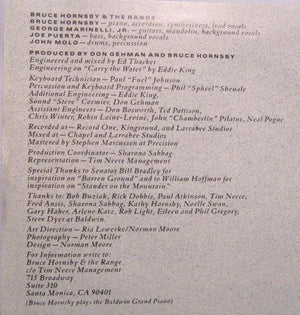 BRUCE HORNSBY & THE RANGE
BRUCE HORNSBY—piano, accordion, synthesizers, lead vocals
GEORGE MARINELLI, JR.—guitars, mandolin, background vocals
JOE PUERTA—bass, background vocals
JOHN MOLO—drums, percussion
PRODUCED BY DON GEHMAN AND BRUCE HORNSBY
Engineered and mixed by Ed Thacker
Engineering on "Carry the Water" by Eddie King
Keyboard Technician—Paul "Fuel" Johnson
Percussion and Keyboard Programming—Phil "Spheel" Shenale
Additional Engineering—Eddie King,
Sound "Steve" Cormier, Don Gehman
Assistant Engineers—Don Bosworth, Ted Pattison,
Chris Winter, Robin Laine-Levine, John "Chamberlin" Pilutus, Neal Pogue
Recorded at—Record One, Kingsound, and Larrabee Studios
Mixed at—Chapel and Larrabee Studios
Mastered by Stephen Marcussen at Precision
Production Coordinator—Sharona Sabbag
Representation—Tim Neece Management
Special Thanks to Senator Bill Bradley for
inspiration on "Barren Ground" and to William Hoffman for
inspiration on "Stander on the Mountain."
Thanks to: Bob Buziak, Rick Dobbis, Paul Atkinson, Tim Neece,
Fred Ansis, Sharona Sabbag, Kathy Hornsby, Noelle Swan,
Gary Haber, Arlene Katz, Rob Light, Eileen and Phil Gregory,
Steve Dyer at Baldwin.
Art Direction—Ria Lewerke/Norman Moore
Photography—Peter Miller
Design—Norman Moore
For Information write to:
Bruce Hornsby & the Range
c/o Tim Neece Management
715 Broadway
Suite 310
Santa Monica, CA 90401
(Bruce Hornsby plays the Baldwin Grand Piano)